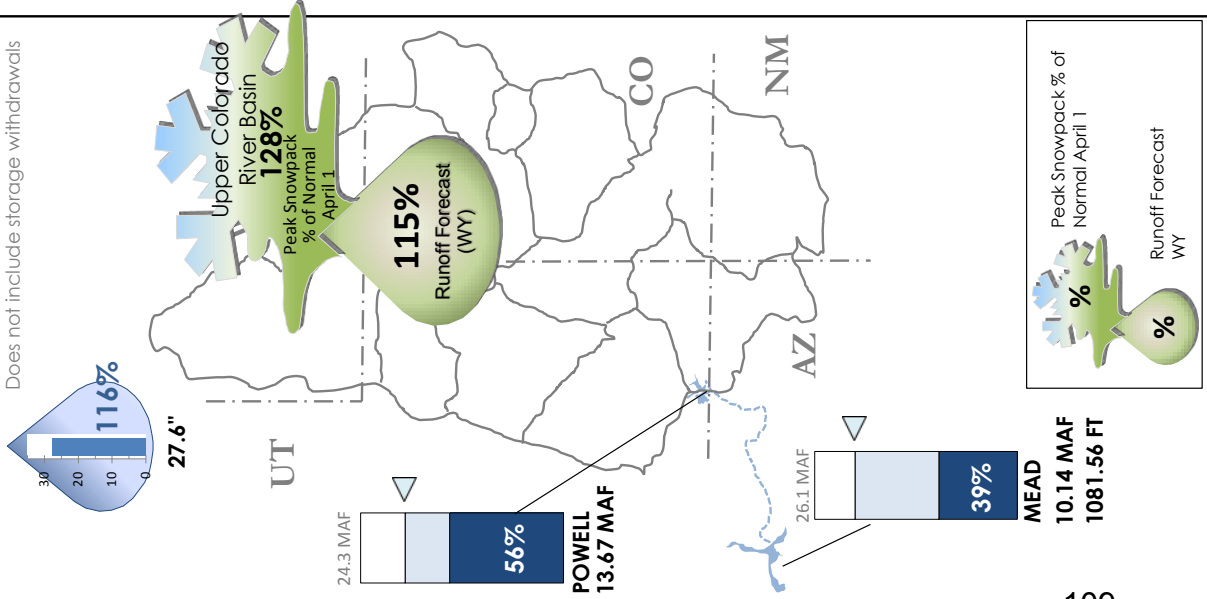 Does not include storage withdrawals
116%
30
20
10
0
27.6"
Upper Colorado
River Basin
128%
Peak Snowpack
% of Normal
April 1
115%
Runoff Forecast
(WY)
UT
CO
AZ
NM
24.3 MAF
56%
POWELL
13.67 MAF
26.1 MAF
39%
MEAD
10.14 MAF
1081.56 FT
%
Peak Snowpack % of
Normal April 1
%
Runoff Forecast
WY